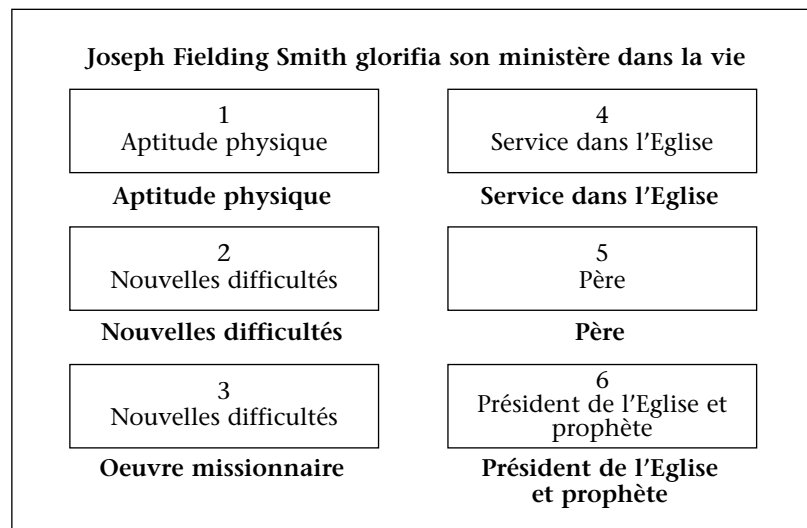 Joseph Fielding Smith glorifia son ministère dans la vie
1
Aptitude physique
Aptitude physique
2
Nouvelles difficultés
Nouvelles difficultés
3
Nouvelles difficultés
Oeuvre missionnaire
4
Service dans l'Eglise
Service dans l'Eglise
5
Père
Père
6
Président de l'Eglise et
prophète
Président de l'Eglise
et prophète